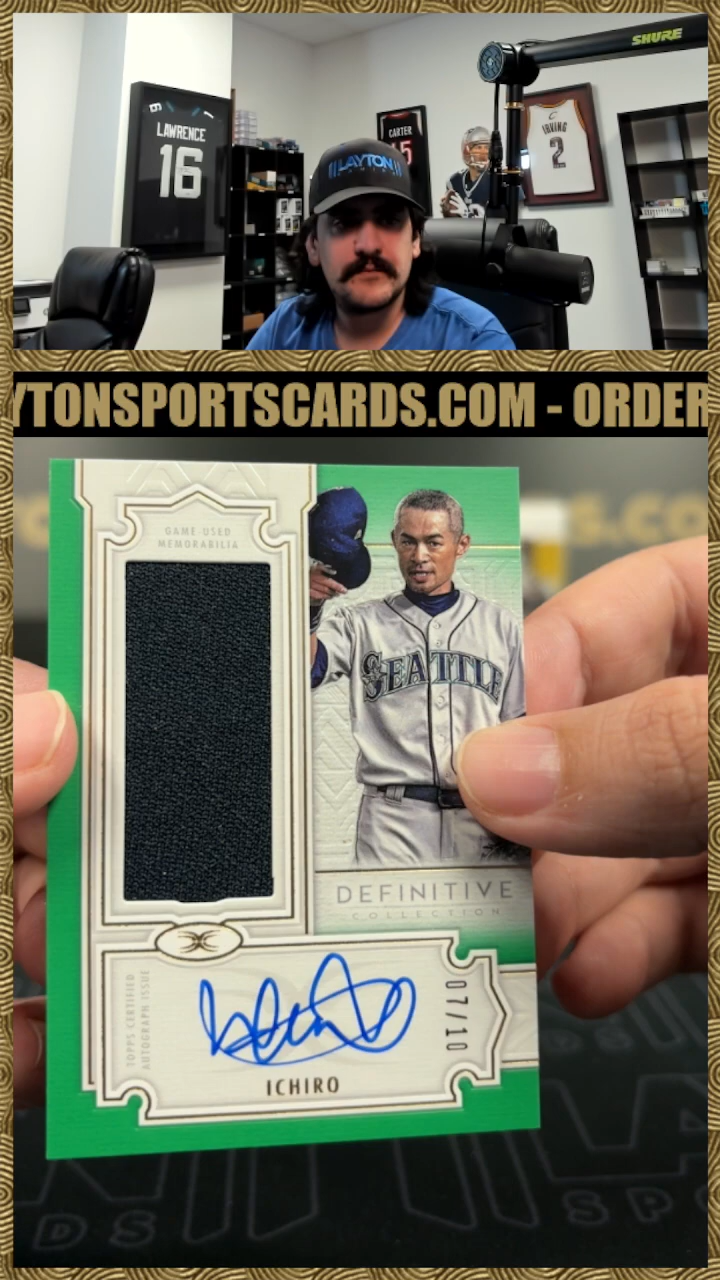 SHURE
LAWRENCE
16
CARTER
15
LAYTON
C
IRVING
2
YTONSPORTSCARDS.COM - ORDER
GAME-USED
MEMORABILIA
SEATTLE
DEFINITIVE
COLLECTION
TOPPS CERTIFIED
AUTOGRAPH ISSUE
07/10
ICHIRO